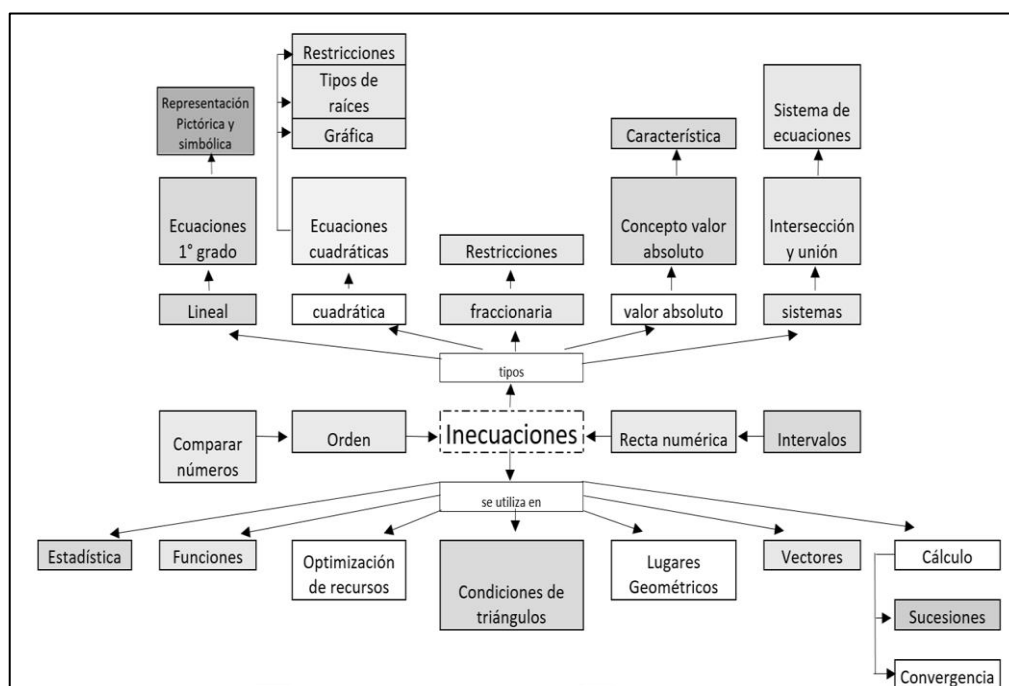 Restricciones
Tipos de
raíces
Gráfica
Representación
Pictórica y
simbólica
Característica
Sistema de
ecuaciones
Ecuaciones
1° grado
Ecuaciones
cuadráticas
Restricciones
Concepto valor
absoluto
Intersección
y unión
Lineal
cuadrática
fraccionaria
valor absoluto
sistemas
tipos
Comparar
números
Orden
Inecuaciones
Recta numérica
Intervalos
se utiliza en
Estadística
Funciones
Optimización
de recursos
Condiciones de
triángulos
Lugares
Geométricos
Vectores
Cálculo
Sucesiones
Convergencia